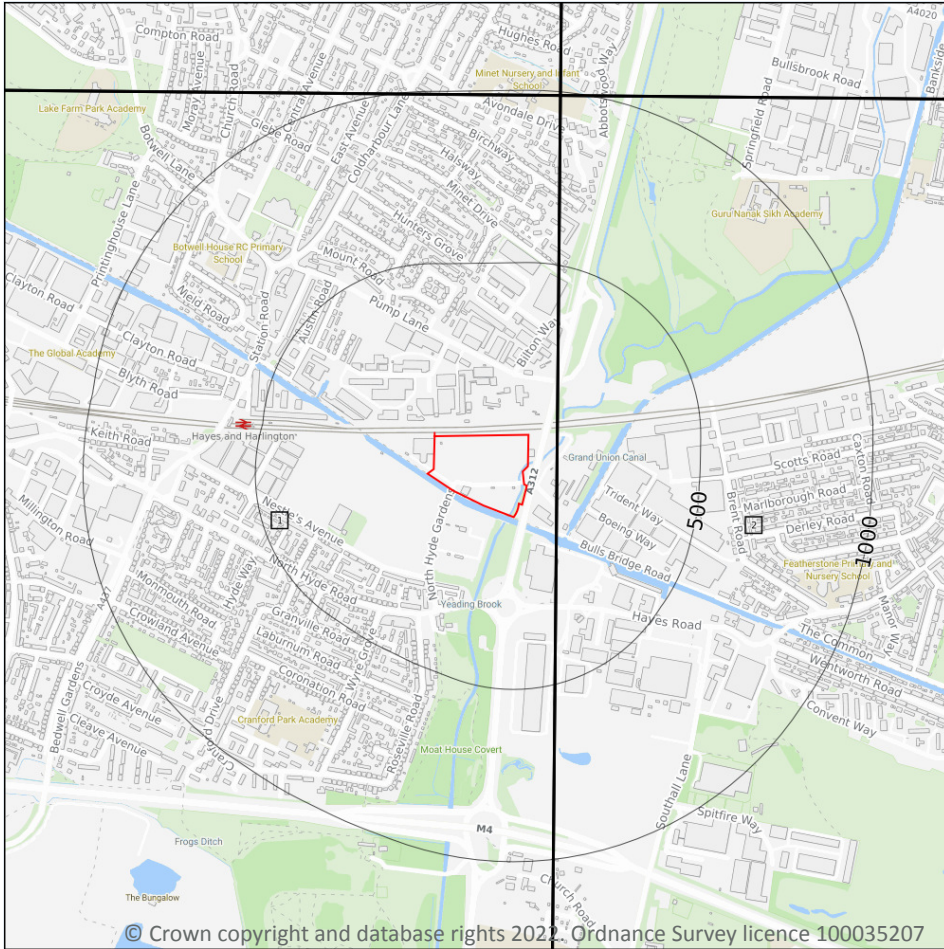 Compton Road
Hughes Road
A4020
Bankside
Minet Nursery and Infant
School
Abbotswood Way
Bullsbrook Road
Springfield Road
Lake Farm Park Academy
Moray Avenue
Church Road
Central Avenue
Glebe Road
East Avenue
Coldharbour Lane
Avondale Drive
Birchway
Halsway
Minet Drive
Botwell Lane
Printinghouse Lane
Hunters Grove
Guru Nanak Sikh Academy
Botwell House RC Primary
School
Mount Road
Nield Road
Station Road
Austin Road
Pump Lane
Bilton Way
Clayton Road
Clayton Road
The Global Academy
Blyth Road
Keith Road
Hayes and Harlington
Grand Union Canal
A312
Scotts Road
Caxton Road
Marlborough Road
Derley Road
Brent Road
500
1000
1
2
Trident Way
Boeing Way
Bulls Bridge Road
Millington Road
Nestle's Avenue
North Hyde Gardens
North Hyde Road
Hyde Way
Featherstone Primary and
Nursery School
Manor Way
Monmouth Road
Crowland Avenue
Granville Road
Laburnum Road
Coronation Road
Wyre Grove
Yeading Brook
Hayes Road
The Common
Wentworth Road
Convent Way
Bedwell Gardens
Croyde Avenue
Cleave Avenue
Cranford Drive
Cranford Park Academy
Roseville Road
Moat House Covert
Southall Lane
Spitfire Way
M4
Frogs Ditch
The Bungalow
Church Road
© Crown copyright and database rights 2022. Ordnance Survey licence 100035207